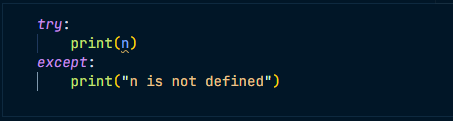 try:
    print(n)
except:
    print("n is not defined")